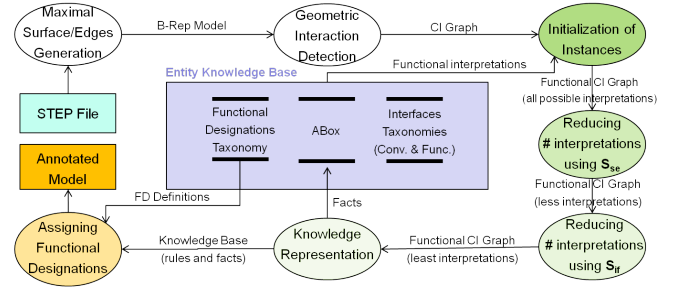 Maximal
Surface/Edges
Generation
B-Rep Model
Geometric
Interaction
Detection
CI Graph
Initialization of
Instances
Functional interpretations
Entity Knowledge Base
STEP File
Functional
Designations
Taxonomy
ABox
Interfaces
Taxonomies
(Conv. & Func.)
Functional CI Graph
(all possible interpretations)
Reducing
# interpretations
using Sse
Annotated
Model
FD Definitions
Facts
Functional CI Graph
(less interpretations)
Assigning
Functional
Designations
Knowledge Base
(rules and facts)
Knowledge
Representation
Functional CI Graph
(least interpretations)
Reducing
# interpretations
using Sif